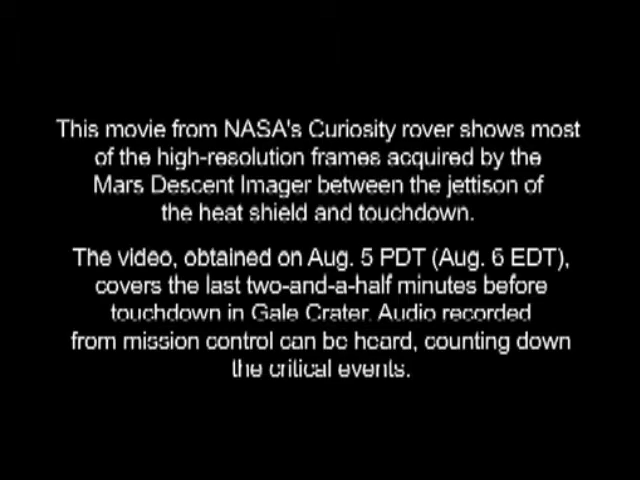 This movie from NASA's Curiosity rover shows most
of the high-resolution frames acquired by the
Mars Descent Imager between the jettison of
the heat shield and touchdown.
The video, obtained on Aug. 5 PDT (Aug. 6 EDT),
covers the last two-and-a-half minutes before
touchdown in Gale Crater. Audio recorded
from mission control can be heard, counting down
the critical events.